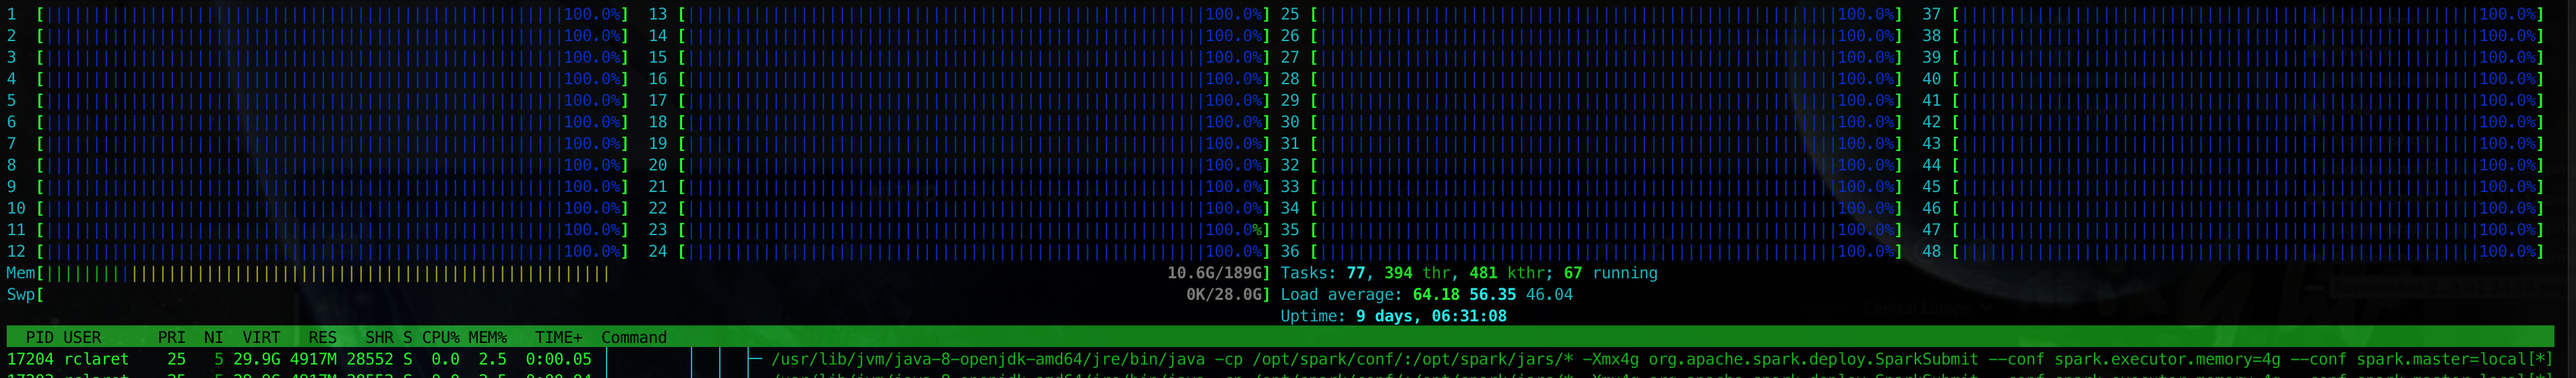 1 [100.0%] 13 [100.0%] 25 [100.0%] 37 [100.0%]
2 [100.0%] 14 [100.0%] 26 [100.0%] 38 [100.0%]
3 [100.0%] 15 [100.0%] 27 [100.0%] 39 [100.0%]
4 [100.0%] 16 [100.0%] 28 [100.0%] 40 [100.0%]
5 [100.0%] 17 [100.0%] 29 [100.0%] 41 [100.0%]
6 [100.0%] 18 [100.0%] 30 [100.0%] 42 [100.0%]
7 [100.0%] 19 [100.0%] 31 [100.0%] 43 [100.0%]
8 [100.0%] 20 [100.0%] 32 [100.0%] 44 [100.0%]
9 [100.0%] 21 [100.0%] 33 [100.0%] 45 [100.0%]
10 [100.0%] 22 [100.0%] 34 [100.0%] 46 [100.0%]
11 [100.0%] 23 [100.0%] 35 [100.0%] 47 [100.0%]
12 [100.0%] 24 [100.0%] 36 [100.0%] 48 [100.0%]
Mem[10.6G/189G] Tasks: 77, 394 thr, 481 kthr; 67 running
Swp[0K/28.0G] Load average: 64.18 56.35 46.04
Uptime: 9 days, 06:31:08
PID USER PRI NI VIRT RES SHR S CPU% MEM% TIME+ Command
17204 rclaret 25 5 29.9G 4917M 28552 S 0.0 2.5 0:00.05 /usr/lib/jvm/java-8-openjdk-amd64/jre/bin/java -cp /opt/spark/conf/:/opt/spark/jars/* -Xmx4g org.apache.spark.deploy.SparkSubmit --conf spark.executor.memory=4g --conf spark.master=local[*]